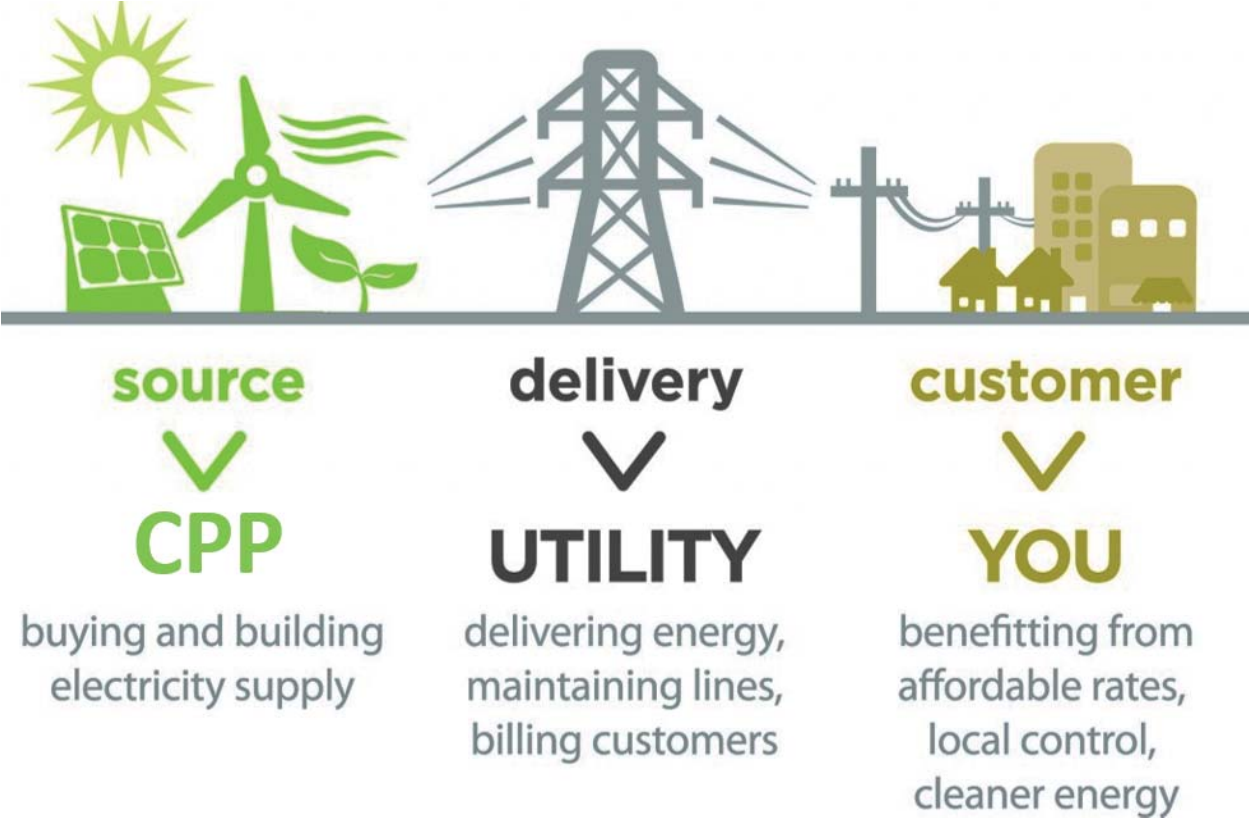 source
delivery
customer
CPP
UTILITY
YOU
buying and building
electricity supply
delivering energy,
maintaining lines,
billing customers
benefitting from
affordable rates,
local control,
cleaner energy